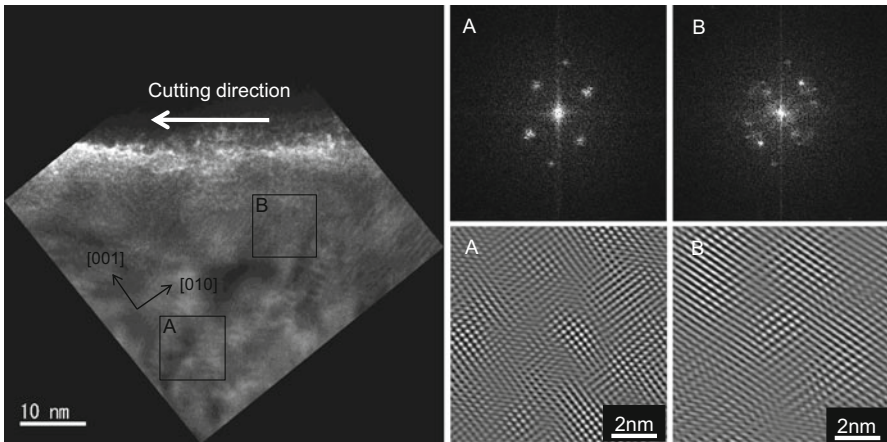 Cutting direction
B
[001]
[010]
A
10 nm
A
B
A
2nm
B
2nm